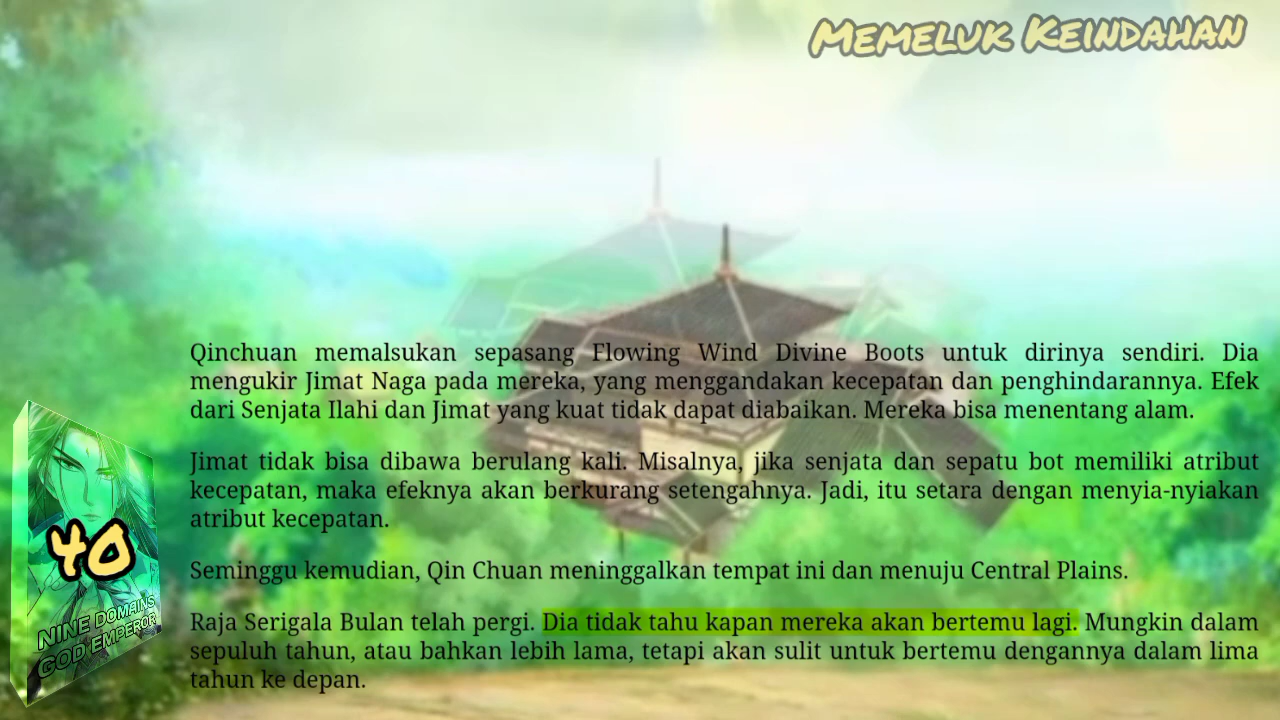 Memeluk Keindahan
Qinchuan memalsukan sepasang Flowing Wind Divine Boots untuk dirinya sendiri. Dia
mengukir Jimat Naga pada mereka, yang menggandakan kecepatan dan penghindarannya. Efek
dari Senjata Ilahi dan Jimat yang kuat tidak dapat diabaikan. Mereka bisa menentang alam.
Jimat tidak bisa dibawa berulang kali. Misalnya, jika senjata dan sepatu bot memiliki atribut
kecepatan, maka efeknya akan berkurang setengahnya. Jadi, itu setara dengan menyia-nyiakan
atribut kecepatan.
Seminggu kemudian, Qin Chuan meninggalkan tempat ini dan menuju Central Plains.
Raja Serigala Bulan telah pergi. Dia tidak tahu kapan mereka akan bertemu lagi. Mungkin dalam
sepuluh tahun, atau bahkan lebih lama, tetapi akan sulit untuk bertemu dengannya dalam lima
tahun ke depan.
40
NINE DOMAINS
GOD EMPEROR